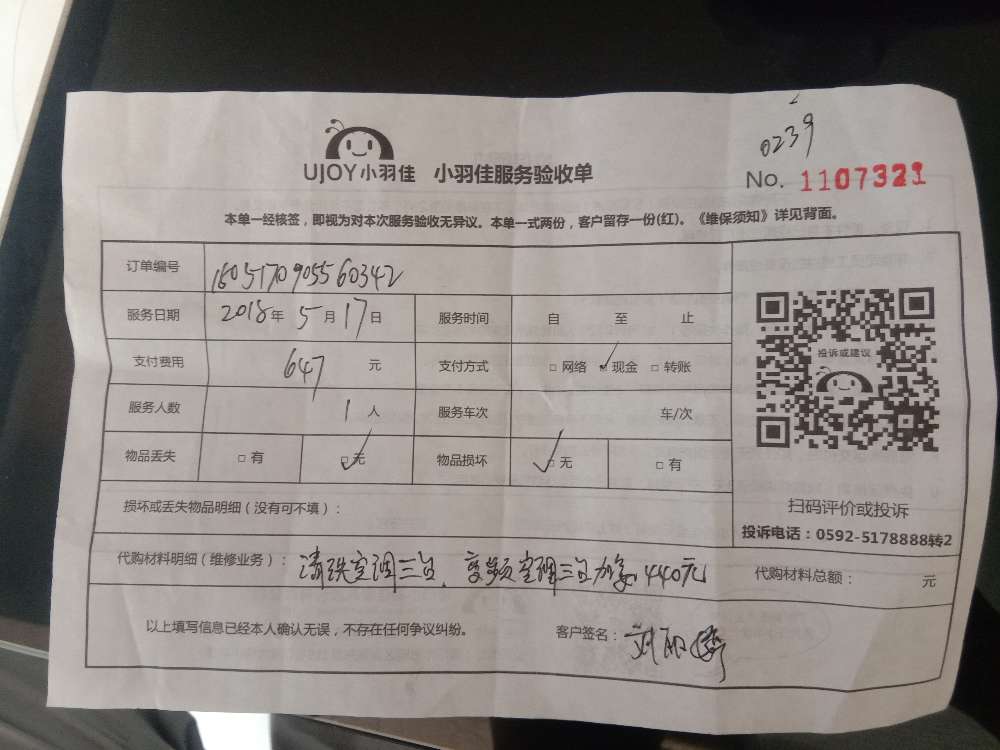 0239
UJOY小羽佳 小羽佳服务验收单
No. 1107321
本单一经核签，即视为对本次服务验收无异议。本单一式两份，客户留存一份(红)。《维保须知》详见背面。
订单编号 1805170905560342
服务日期 2018年 5月17日 服务时间 自 至 止
支付费用 647 元 支付方式 □ 网络 ☑ 现金 □ 转账
服务人数 1 人 服务车次 车/次
物品丢失 □ 有 ☑ 无 物品损坏 ☑ 无 □ 有
投诉或建议
扫码评价或投诉
投诉电话：0592-5178888转2
损坏或丢失物品明细（没有可不填）：
代购材料明细（维修业务）： 清洗空调三台、变频空调三台加氟440元 代购材料总额： 元
以上填写信息已经本人确认无误，不存在任何争议纠纷。 客户签名：